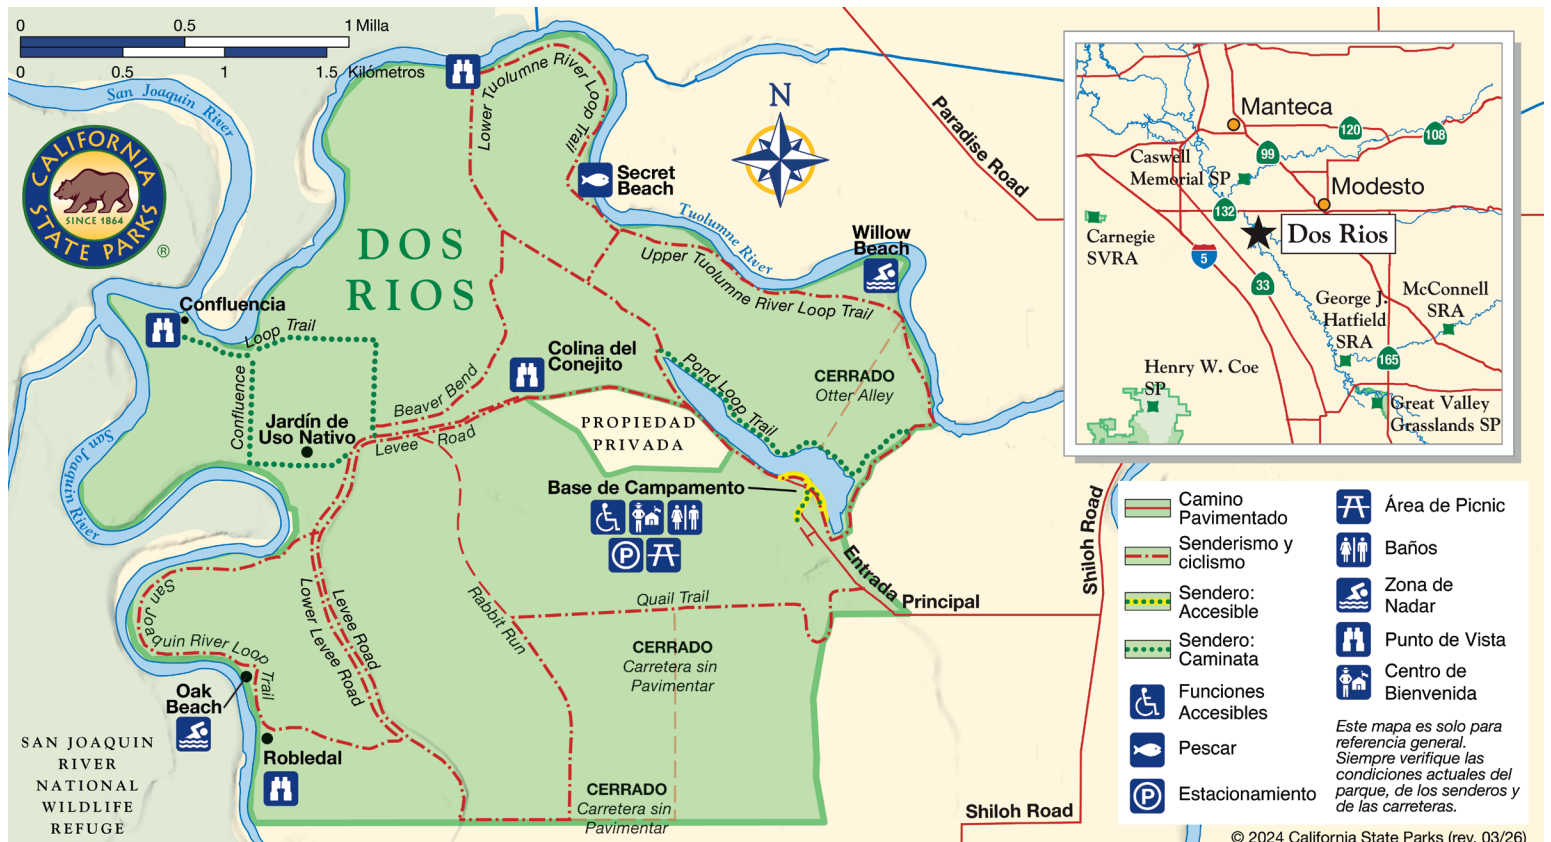 0 0.5 1 Milla
0 0.5 1 1.5 Kilómetros
San Joaquin River
CALIFORNIA
STATE PARKS
SINCE 1864
®
DOS
RIOS
Lower Tuolumne River Loop Trail
Secret
Beach
N
Paradise Road
Tuolumne River
Willow
Beach
Upper Tuolumne River Loop Trail
Confluencia
Confluence Loop Trail
Jardín de
Uso Nativo
Beaver Bend
Levee Road
Colina del
Conejito
Pond Loop Trail
CERRADO
Otter Alley
PROPIEDAD
PRIVADA
Base de Campamento
San Joaquin River
San Joaquin River Loop Trail
Levee Road
Lower Levee Road
Rabbit Run
Quail Trail
Entrada
Principal
Shiloh Road
Shiloh Road
CERRADO
Carretera sin
Pavimentar
CERRADO
Carretera sin
Pavimentar
Oak
Beach
Robledal
SAN JOAQUIN
RIVER
NATIONAL
WILDLIFE
REFUGE
Manteca
120
108
99
Caswell
Memorial SP
Modesto
132
Dos Rios
Carnegie
SVRA
5
33
George J.
Hatfield
SRA
McConnell
SRA
165
Henry W. Coe
SP
Great Valley
Grasslands SP
Camino
Pavimentado
Senderismo y
ciclismo
Sendero:
Accesible
Sendero:
Caminata
Funciones
Accesibles
Pescar
Estacionamiento
Área de Picnic
Baños
Zona de
Nadar
Punto de Vista
Centro de
Bienvenida
Este mapa es solo para
referencia general.
Siempre verifique las
condiciones actuales del
parque, de los senderos y
de las carreteras.
© 2024 California State Parks (rev. 03/26)